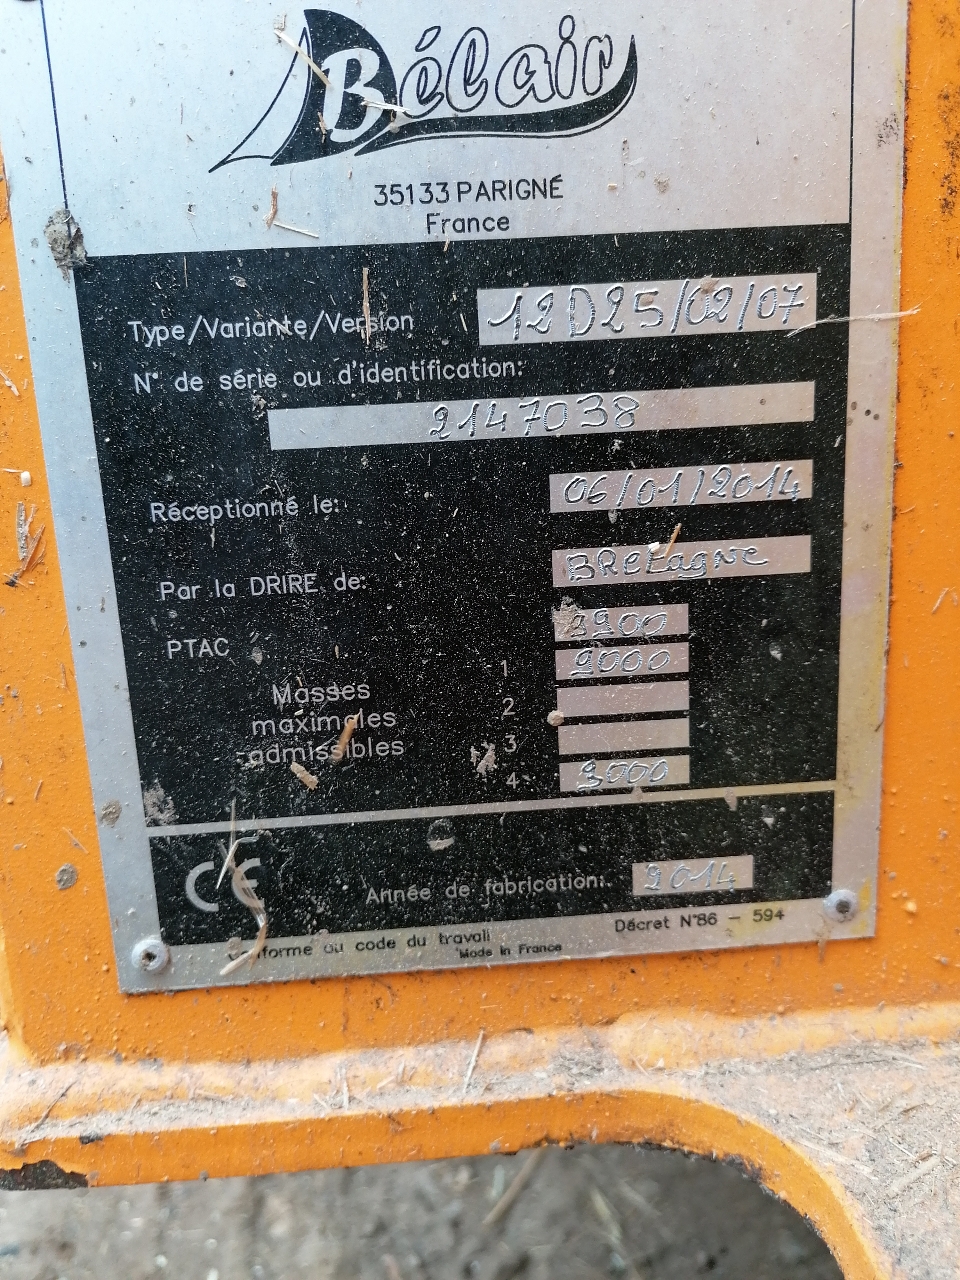 Bélair
35133 PARIGNÉ
France
Type/Variante/Version 12D25/02/07
N° de série ou d'identification:
2147038
Réceptionné le: 06/01/2014
Par la DRIRE de: BRetagne
PTAC
1 9000
Masses 2
maximales
admissibles 3
4 3000
CE Année de fabrication: 2014
Conforme au code du travail "Made in France Décret N°86 - 594